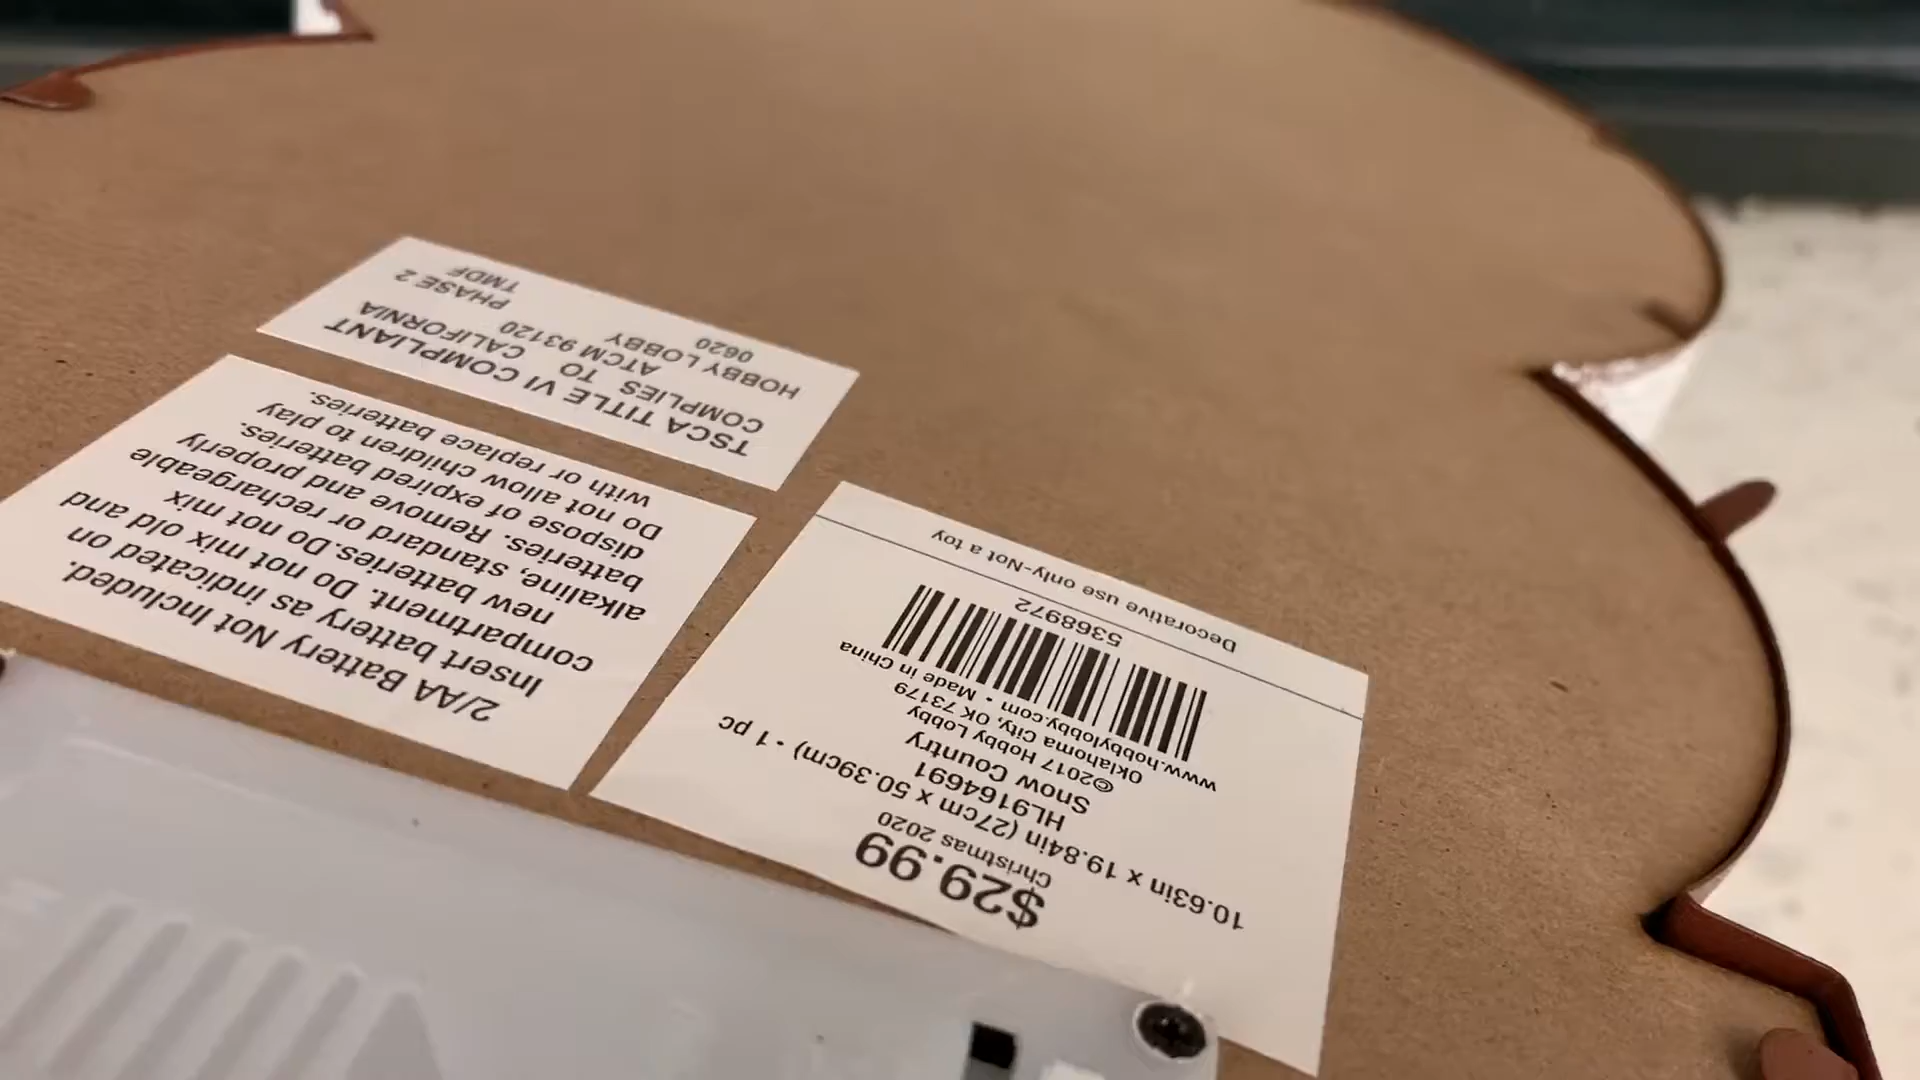 $29.99
Christmas 2020
10.63in x 19.84in (27cm x 50.39cm) • 1 pc
HL9164691
Snow Country
©2017 Hobby Lobby
Oklahoma City, OK 73179
www.hobbylobby.com • Made in China
5368972
Decorative use only-Not a toy
2/AA Battery Not Included.
Insert battery as indicated on
compartment. Do not mix old and
new batteries.Do not mix
alkaline, standard or rechargeable
batteries. Remove and properly
dispose of expired batteries.
Do not allow children to play
with or replace batteries.
TSCA TITLE VI COMPLIANT
COMPLIES TO CALIFORNIA
ATCM 93120 PHASE 2
HOBBY LOBBY TMDF
0620